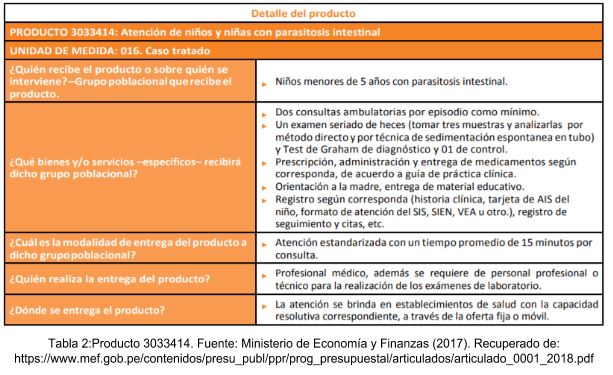 Detalle del producto
PRODUCTO 3033414: Atención de niños y niñas con parasitosis intestinal
UNIDAD DE MEDIDA: 016. Caso tratado
¿Quién recibe el producto o sobre quién se
interviene? –Grupo poblacional que recibe el
producto.
▸ Niños menores de 5 años con parasitosis intestinal.
¿Qué bienes y/o servicios –específicos– recibirá
dicho grupo poblacional?
▸ Dos consultas ambulatorias por episodio como mínimo.
▸ Un examen seriado de heces (tomar tres muestras y analizarlas por
método directo y por técnica de sedimentación espontanea en tubo)
y Test de Graham de diagnóstico y 01 de control.
▸ Prescripción, administración y entrega de medicamentos según
corresponda, de acuerdo a guía de práctica clínica.
▸ Orientación a la madre, entrega de material educativo.
▸ Registro según corresponda (historia clínica, tarjeta de AIS del
niño, formato de atención del SIS, SIEN, VEA u otro.), registro de
seguimiento y citas, etc.
¿Cuál es la modalidad de entrega del producto a
dicho grupo poblacional?
▸ Atención estandarizada con un tiempo promedio de 15 minutos por
consulta.
¿Quién realiza la entrega del producto?
▸ Profesional médico, además se requiere de personal profesional o
técnico para la realización de los exámenes de laboratorio.
¿Dónde se entrega el producto?
▸ La atención se brinda en establecimientos de salud con la capacidad
resolutiva correspondiente, a través de la oferta fija o móvil.
Tabla 2:Producto 3033414. Fuente: Ministerio de Economía y Finanzas (2017). Recuperado de:
https://www.mef.gob.pe/contenidos/presu_publ/ppr/prog_presupuestal/articulados/articulado_0001_2018.pdf